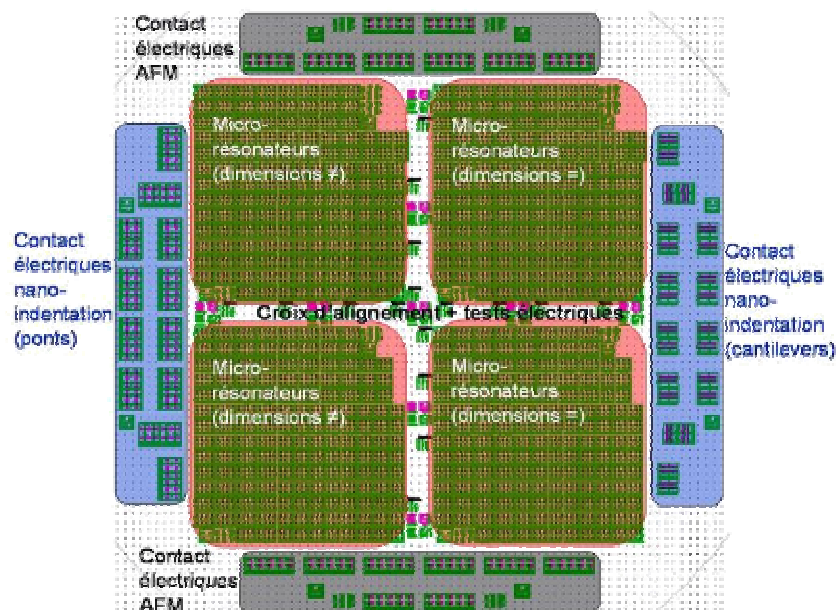 Contact
électriques
AFM
Micro-
résonateurs
(dimensions ≠)
Micro-
résonateurs
(dimensions =)
Contact
électriques
nano-
indentation
(ponts)
Contact
électriques
nano-
indentation
(cantilevers)
Croix d'alignement + tests électriques
Micro-
résonateurs
(dimensions ≠)
Micro-
résonateurs
(dimensions =)
Contact
électriques
AFM